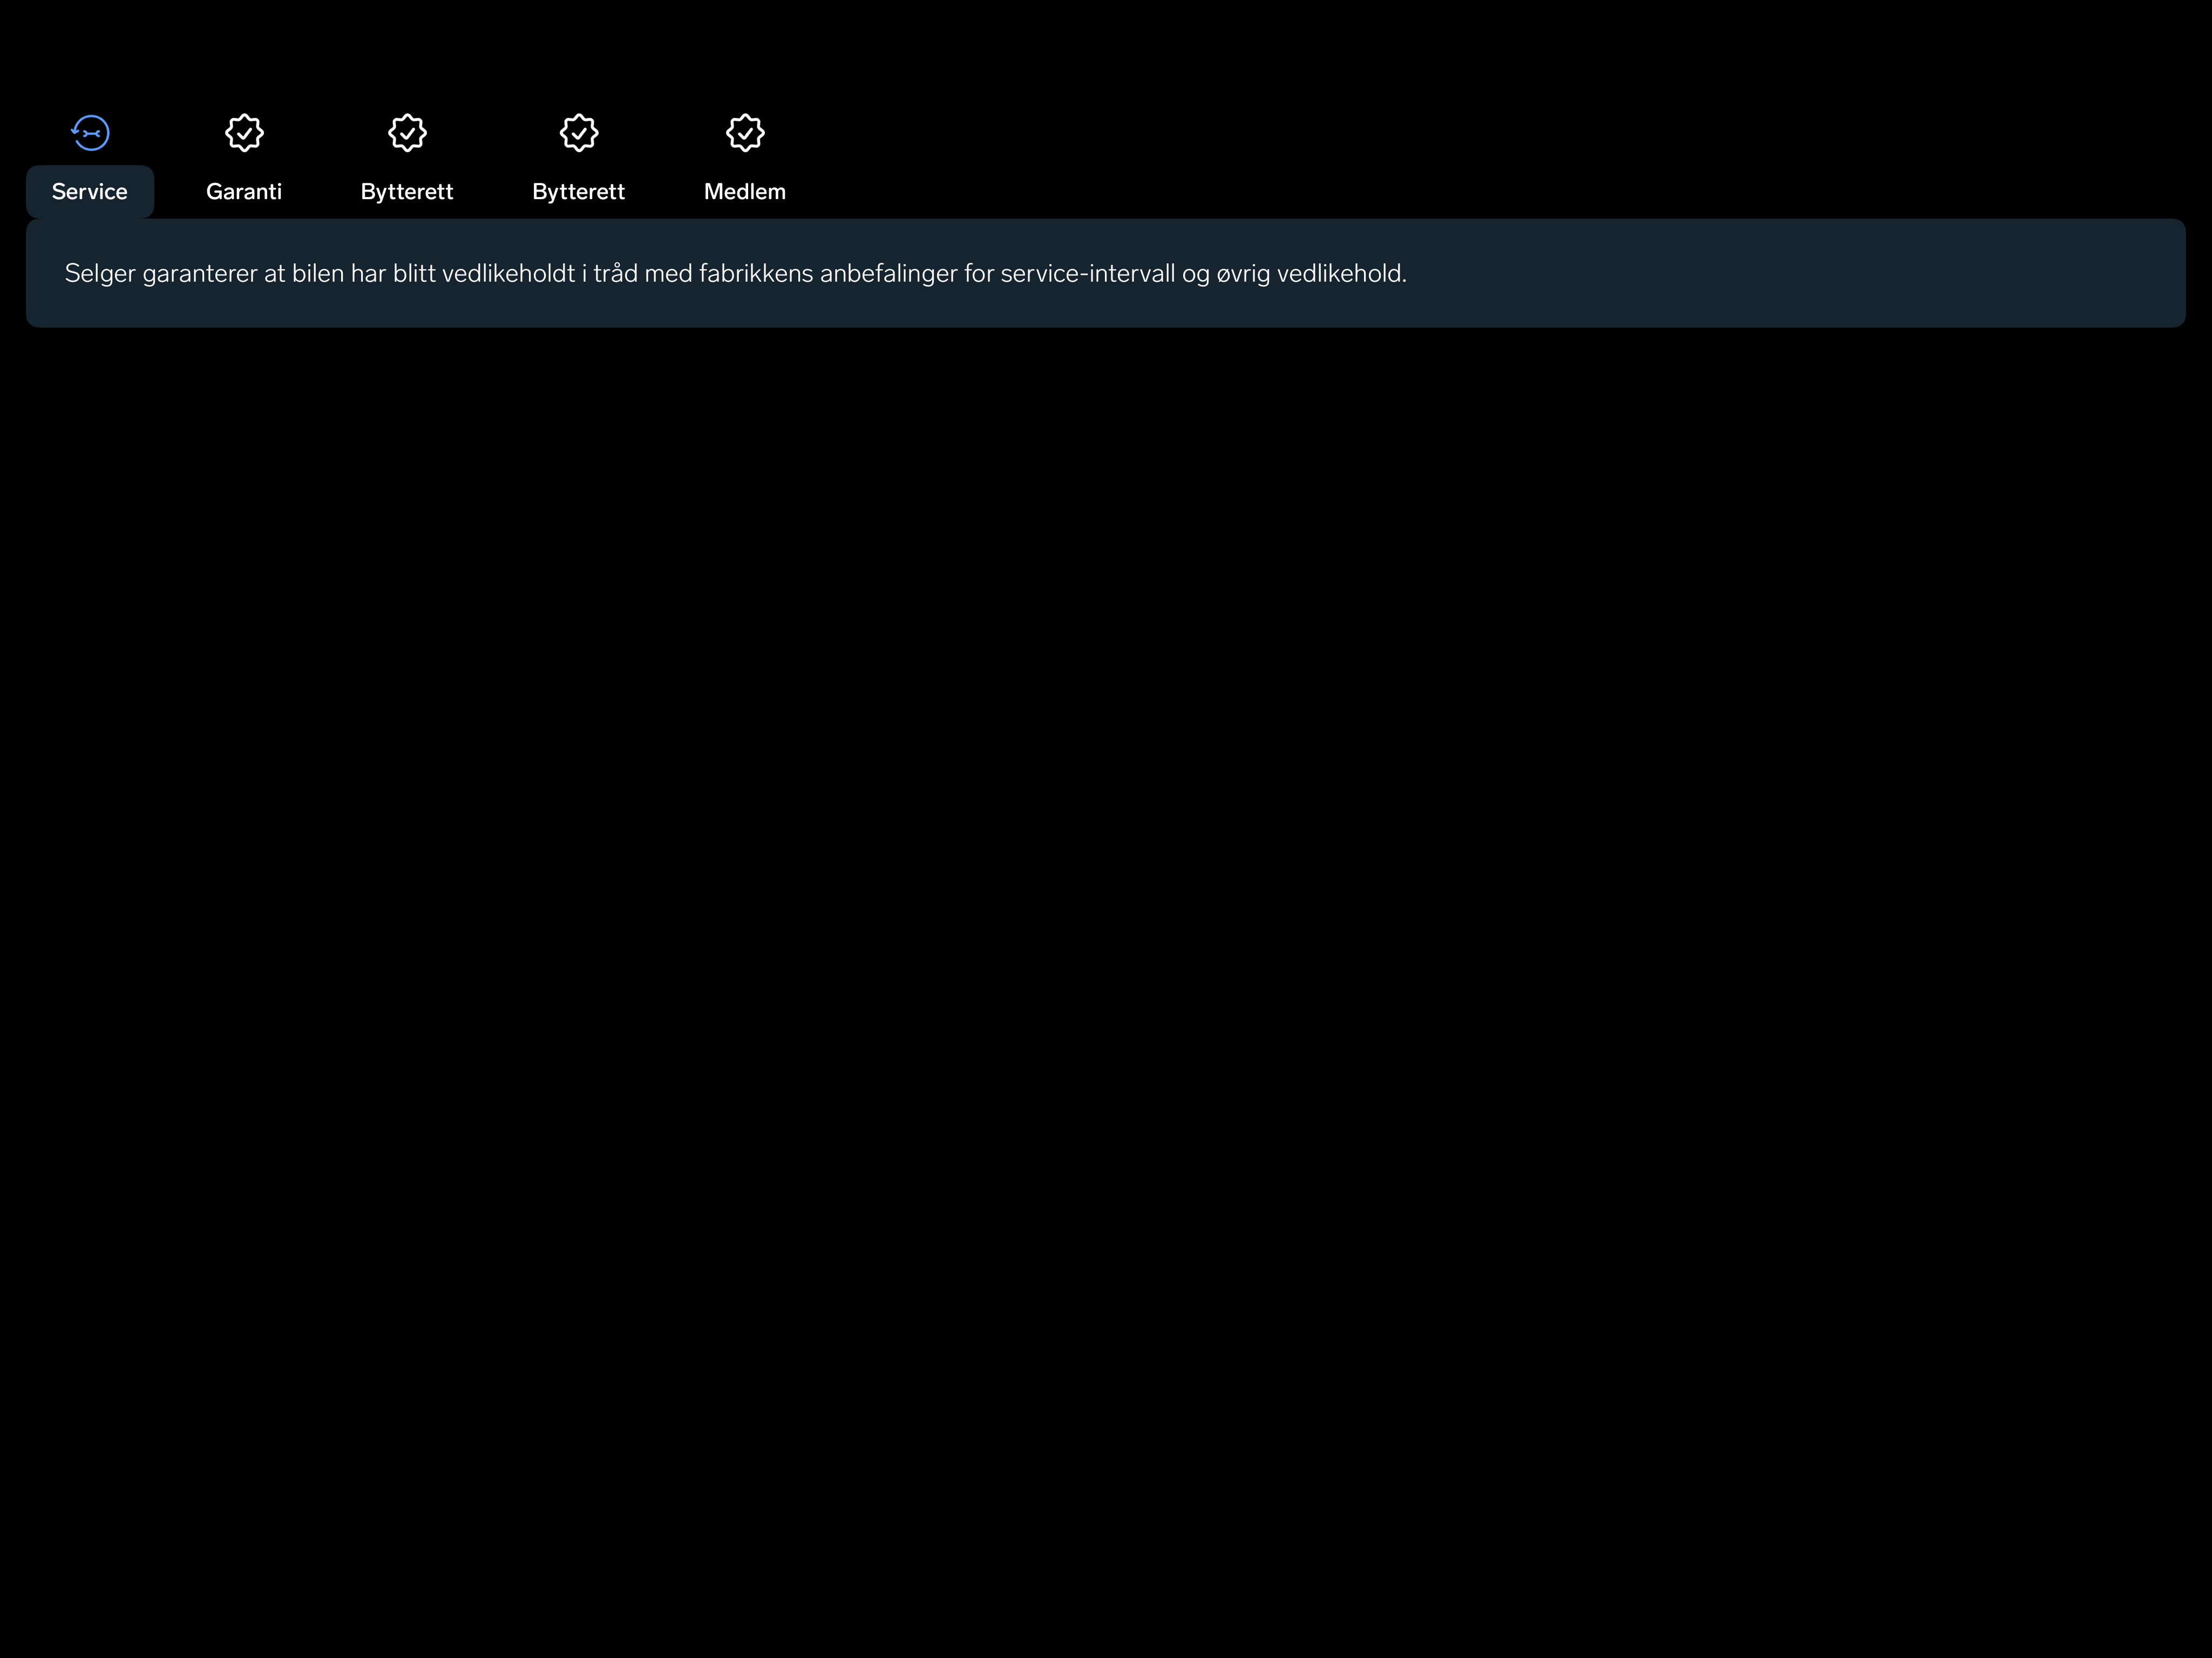 Service Garanti Bytterett Bytterett Medlem
Selger garanterer at bilen har blitt vedlikeholdt i tråd med fabrikkens anbefalinger for service-intervall og øvrig vedlikehold.